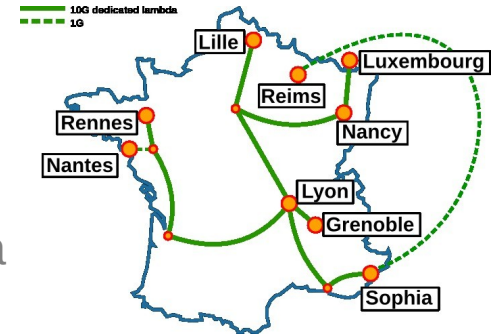 10G dedicated lambda
1G
Lille
Luxembourg
Reims
Rennes
Nancy
Nantes
Lyon
Grenoble
Sophia